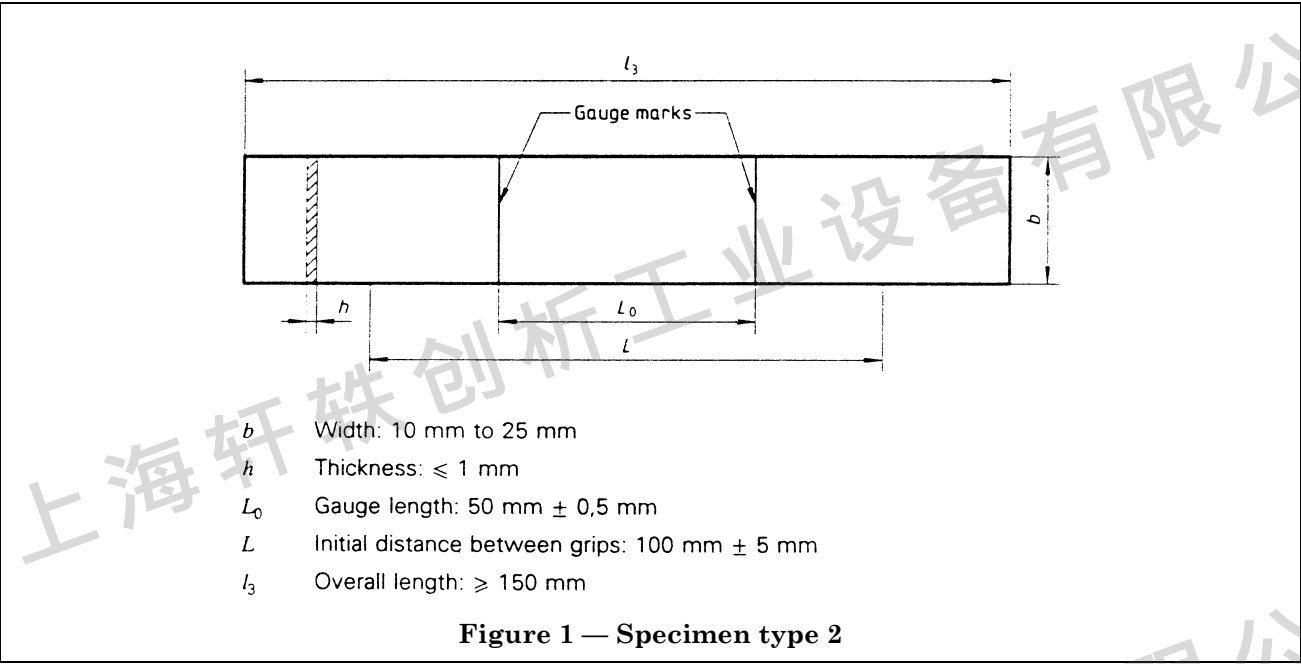 l₃
Gauge marks
b
h
L₀
L
b Width: 10 mm to 25 mm
h Thickness: ⩽ 1 mm
L₀ Gauge length: 50 mm ± 0,5 mm
L Initial distance between grips: 100 mm ± 5 mm
l₃ Overall length: ⩾ 150 mm
Figure 1 — Specimen type 2
上海轩轶创析工业设备有限公